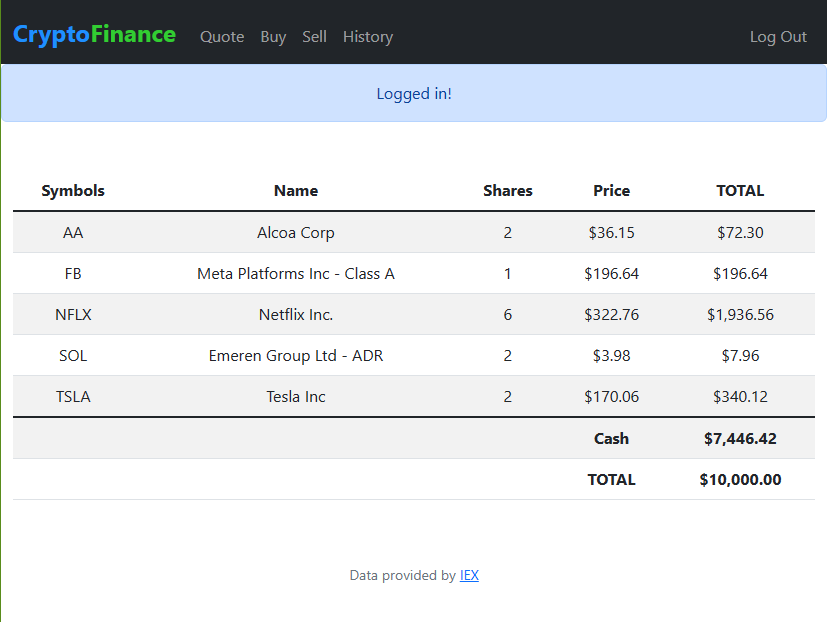 CryptoFinance Quote Buy Sell History Log Out
Logged in!
Symbols Name Shares Price TOTAL
AA Alcoa Corp 2 $36.15 $72.30
FB Meta Platforms Inc - Class A 1 $196.64 $196.64
NFLX Netflix Inc. 6 $322.76 $1,936.56
SOL Emeren Group Ltd - ADR 2 $3.98 $7.96
TSLA Tesla Inc 2 $170.06 $340.12
Cash $7,446.42
TOTAL $10,000.00
Data provided by IEX